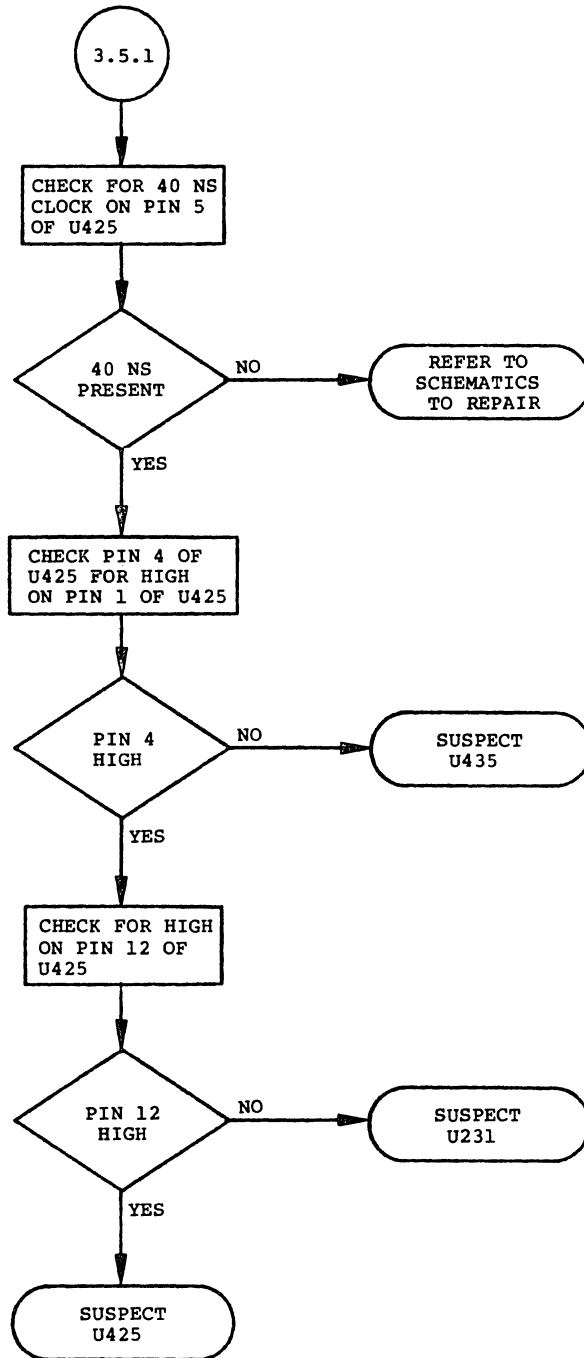 3.5.1
CHECK FOR 40 NS
CLOCK ON PIN 5
OF U425
40 NS
PRESENT
NO
REFER TO
SCHEMATICS
TO REPAIR
YES
CHECK PIN 4 OF
U425 FOR HIGH
ON PIN 1 OF U425
PIN 4
HIGH
NO
SUSPECT
U435
YES
CHECK FOR HIGH
ON PIN 12 OF
U425
PIN 12
HIGH
NO
SUSPECT
U231
YES
SUSPECT
U425